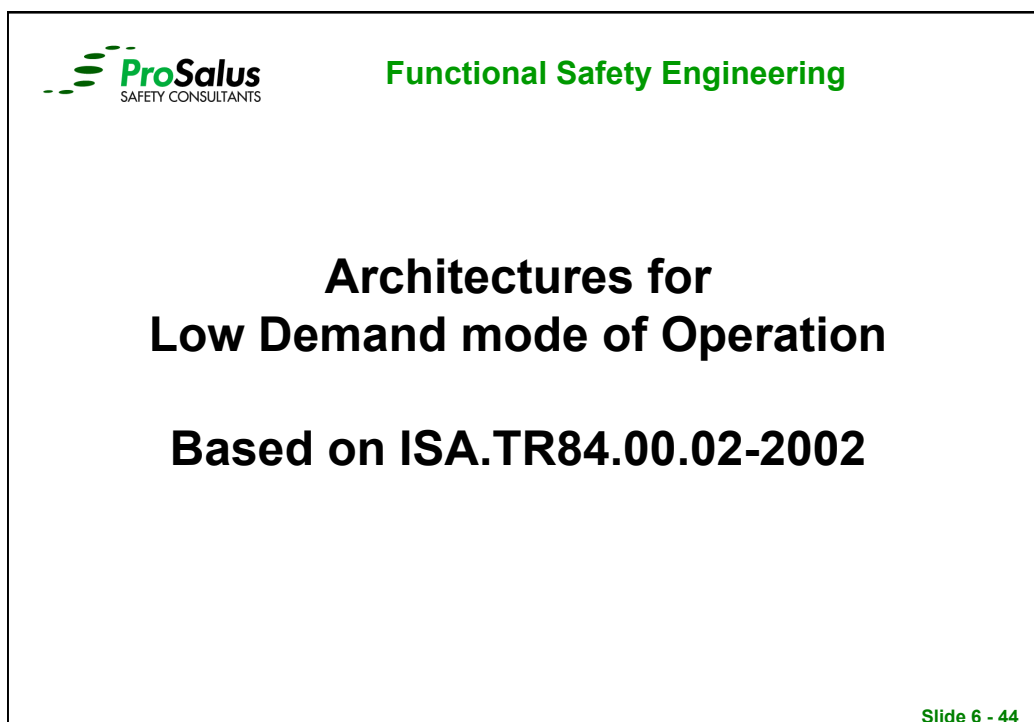 ProSalus
SAFETY CONSULTANTS
Functional Safety Engineering
Architectures for
Low Demand mode of Operation
Based on ISA.TR84.00.02-2002
Slide 6 - 44